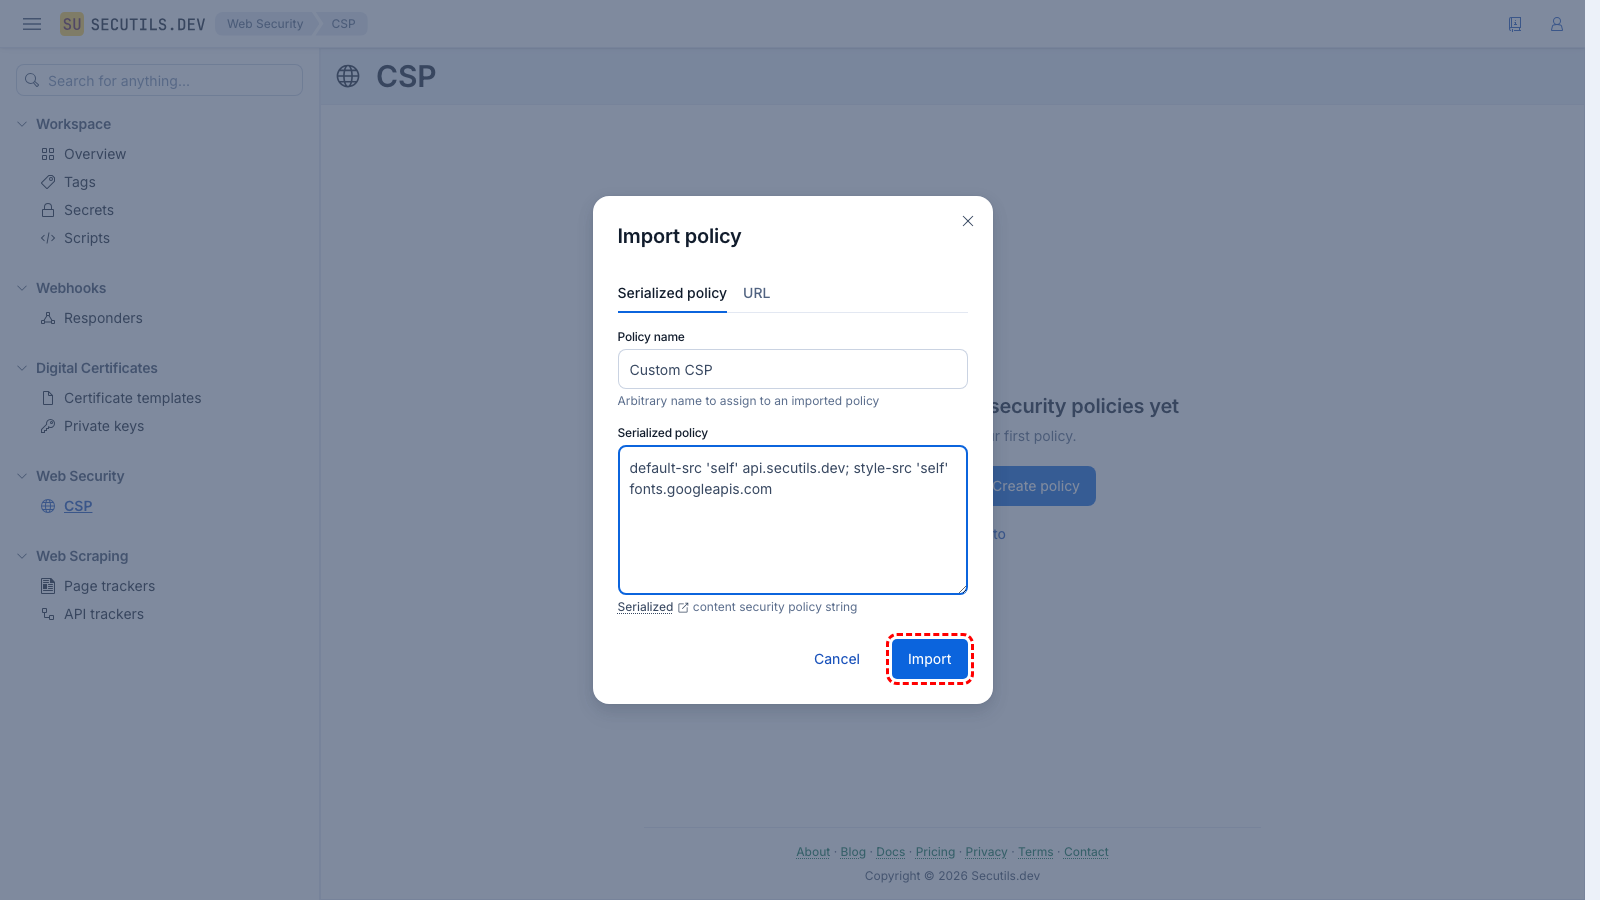 SU SECUTILS.DEV
Web Security
CSP
Search for anything...
Workspace
Overview
Tags
Secrets
Scripts
Webhooks
Responders
Digital Certificates
Certificate templates
Private keys
Web Security
CSP
Web Scraping
Page trackers
API trackers
CSP
security policies yet
r first policy.
Create policy
to
Import policy
Serialized policy
URL
Policy name
Custom CSP
Arbitrary name to assign to an imported policy
Serialized policy
default-src 'self' api.secutils.dev; style-src 'self'
fonts.googleapis.com
Serialized content security policy string
Cancel
Import
About · Blog · Docs · Pricing · Privacy · Terms · Contact
Copyright © 2026 Secutils.dev